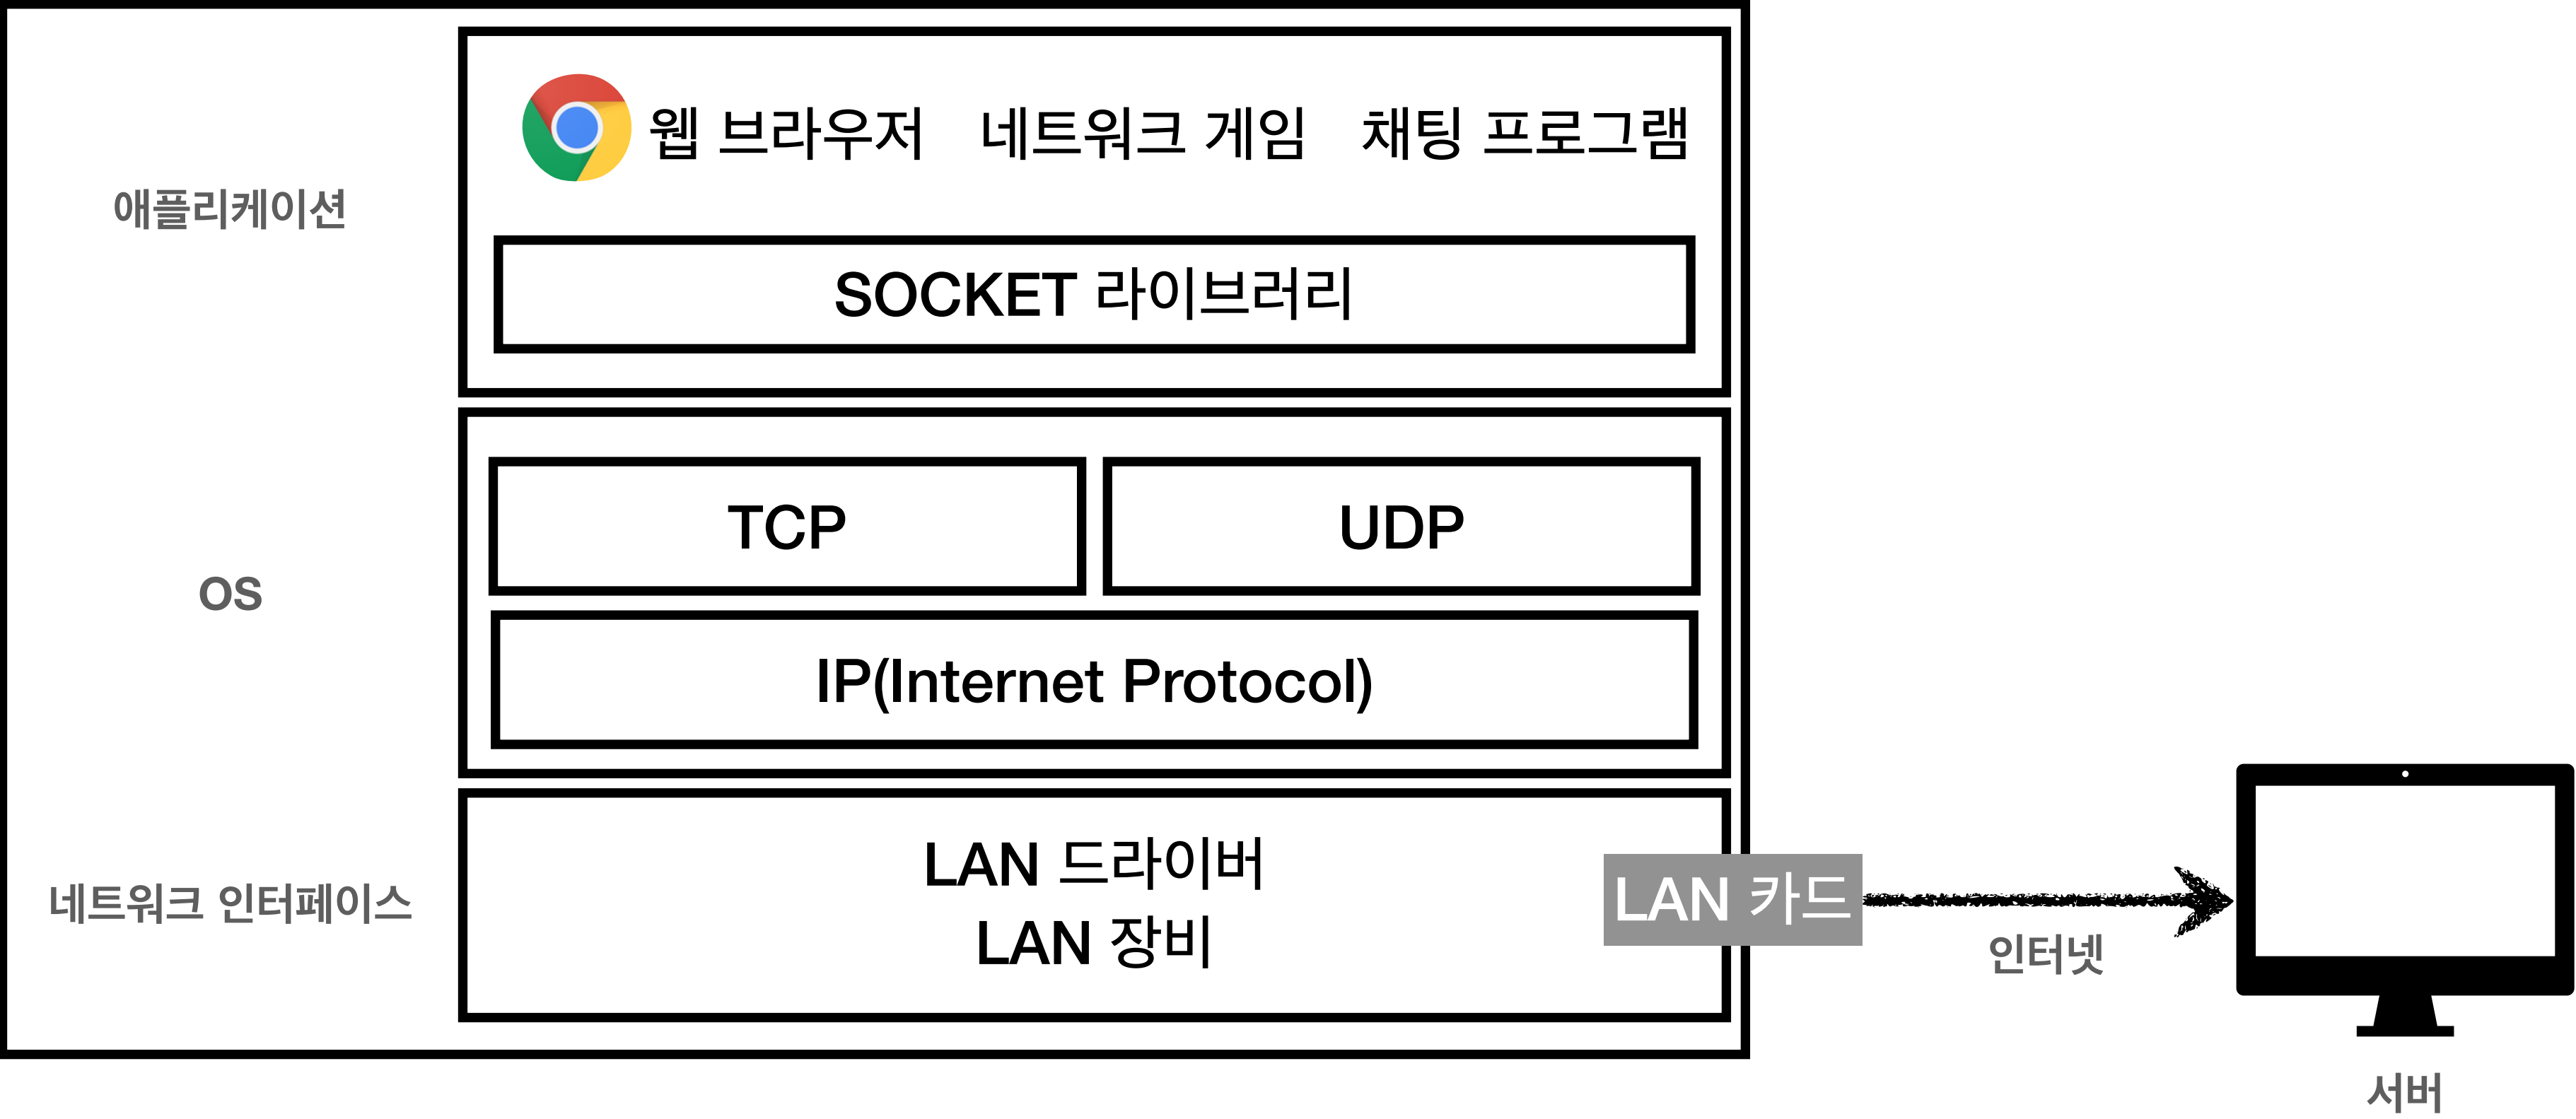 웹 브라우저 네트워크 게임 채팅 프로그램
애플리케이션
SOCKET 라이브러리
TCP UDP
OS
IP(Internet Protocol)
LAN 드라이버
네트워크 인터페이스
LAN 카드
LAN 장비
인터넷
서버